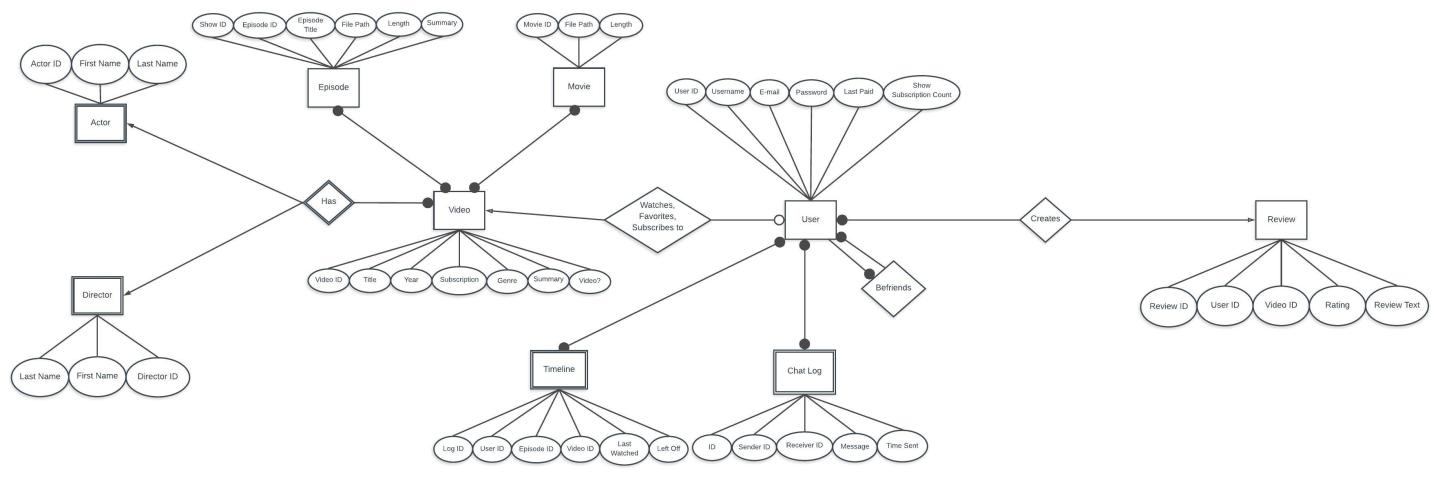 Show ID
Episode ID
Episode
Title
File Path
Length
Summary
Movie ID
File Path
Length
Actor ID
First Name
Last Name
Episode
Movie
User ID
Username
E-mail
Password
Last Paid
Show
Subscription Count
Actor
Has
Video
Watches,
Favorites,
Subscribes to
User
Creates
Review
Video ID
Title
Year
Subscription
Genre
Summary
Video?
Befriends
Director
Review ID
User ID
Video ID
Rating
Review Text
Last Name
First Name
Director ID
Timeline
Chat Log
Log ID
User ID
Episode ID
Video ID
Last
Watched
Left Off
ID
Sender ID
Receiver ID
Message
Time Sent